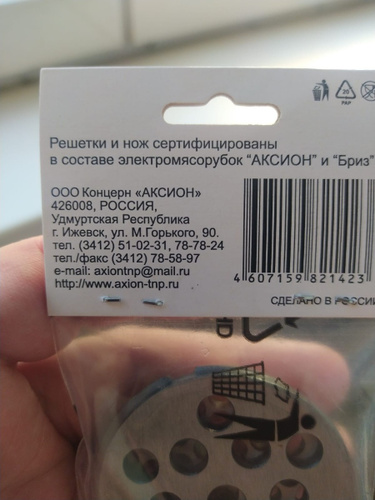 20
PAP
Решетки и нож сертифицированы
в составе электромясорубок "АКСИОН" и "Бриз"
ООО Концерн «АКСИОН»
426008, РОССИЯ,
Удмуртская Республика
г. Ижевск, ул. М.Горького, 90.
тел. (3412) 51-02-31, 78-78-24
тел./факс (3412) 78-58-97
e-mail: axiontnp@mail.ru
http://www.axion-tnp.ru
4 607159 821423
СДЕЛАНО В РОССИИ